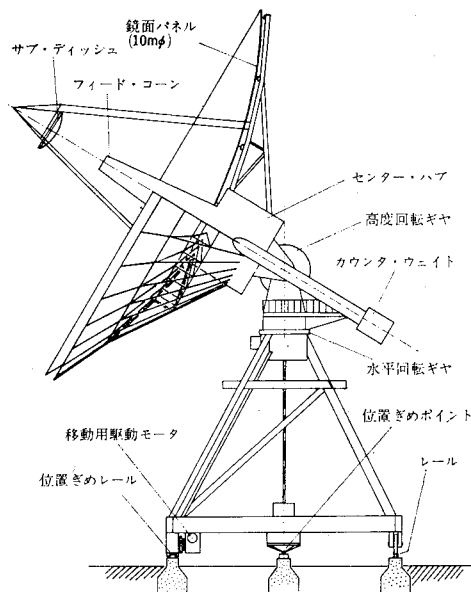 鏡面パネル
(10mφ)
サブ・ディッシュ
フィード・コーン
センター・ハブ
高度回転ギヤ
カウンタ・ウェイト
水平回転ギヤ
位置ぎめポイント
移動用駆動モータ
位置ぎめレール
レール